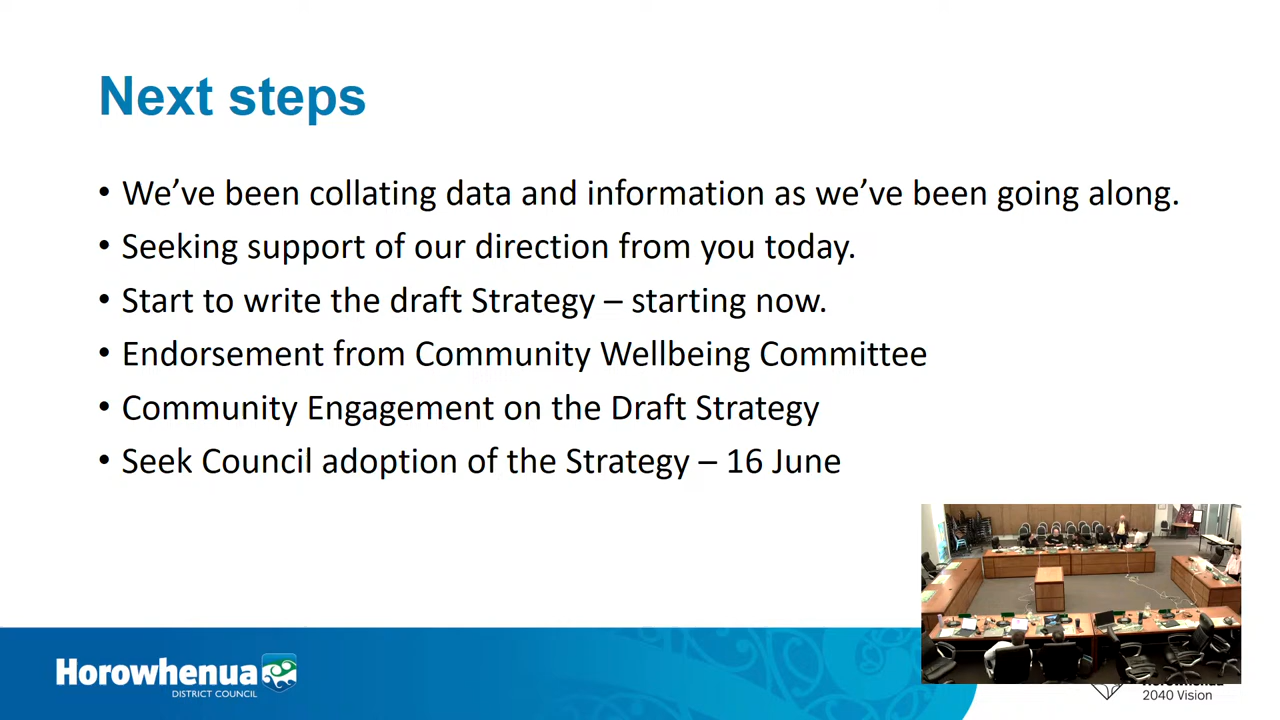 Next steps
• We’ve been collating data and information as we’ve been going along.
• Seeking support of our direction from you today.
• Start to write the draft Strategy – starting now.
• Endorsement from Community Wellbeing Committee
• Community Engagement on the Draft Strategy
• Seek Council adoption of the Strategy – 16 June
Horowhenua
DISTRICT COUNCIL
2040 Vision